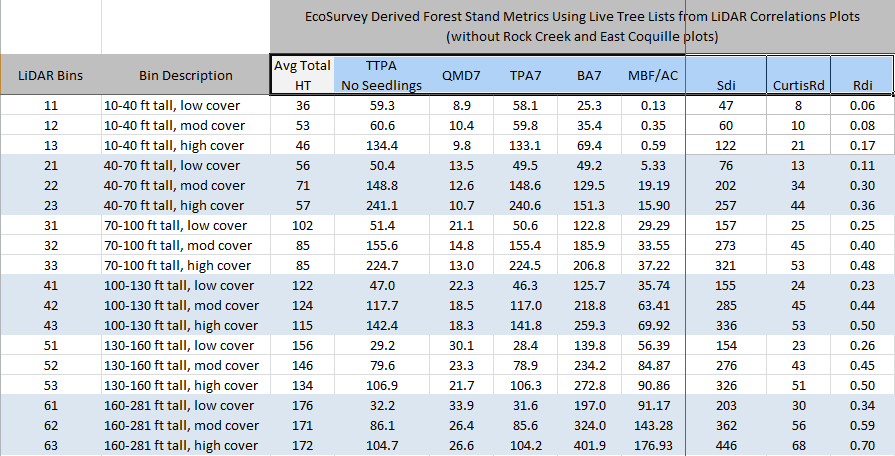 EcoSurvey Derived Forest Stand Metrics Using Live Tree Lists from LiDAR Correlations Plots
(without Rock Creek and East Coquille plots)
LiDAR Bins Bin Description Avg Total HT TTPA No Seedlings QMD7 TPA7 BA7 MBF/AC Sdi CurtisRd Rdi
11 10-40 ft tall, low cover 36 59.3 8.9 58.1 25.3 0.13 47 8 0.06
12 10-40 ft tall, mod cover 53 60.6 10.4 59.8 35.4 0.35 60 10 0.08
13 10-40 ft tall, high cover 46 134.4 9.8 133.1 69.4 0.59 122 21 0.17
21 40-70 ft tall, low cover 56 50.4 13.5 49.5 49.2 5.33 76 13 0.11
22 40-70 ft tall, mod cover 71 148.8 12.6 148.6 129.5 19.19 202 34 0.30
23 40-70 ft tall, high cover 57 241.1 10.7 240.6 151.3 15.90 257 44 0.36
31 70-100 ft tall, low cover 102 51.4 21.1 50.6 122.8 29.29 157 25 0.25
32 70-100 ft tall, mod cover 85 155.6 14.8 155.4 185.9 33.55 273 45 0.40
33 70-100 ft tall, high cover 85 224.7 13.0 224.5 206.8 37.22 321 53 0.48
41 100-130 ft tall, low cover 122 47.0 22.3 46.3 125.7 35.74 155 24 0.23
42 100-130 ft tall, mod cover 124 117.7 18.5 117.0 218.8 63.41 285 45 0.44
43 100-130 ft tall, high cover 115 142.4 18.3 141.8 259.3 69.92 336 53 0.50
51 130-160 ft tall, low cover 156 29.2 30.1 28.4 139.8 56.39 154 23 0.26
52 130-160 ft tall, mod cover 146 79.6 23.3 78.9 234.2 84.87 276 43 0.45
53 130-160 ft tall, high cover 134 106.9 21.7 106.3 272.8 90.86 326 51 0.50
61 160-281 ft tall, low cover 176 32.2 33.9 31.6 197.0 91.17 203 30 0.34
62 160-281 ft tall, mod cover 171 86.1 26.4 85.6 324.0 143.28 362 56 0.59
63 160-281 ft tall, high cover 172 104.7 26.6 104.2 401.9 176.93 446 68 0.70